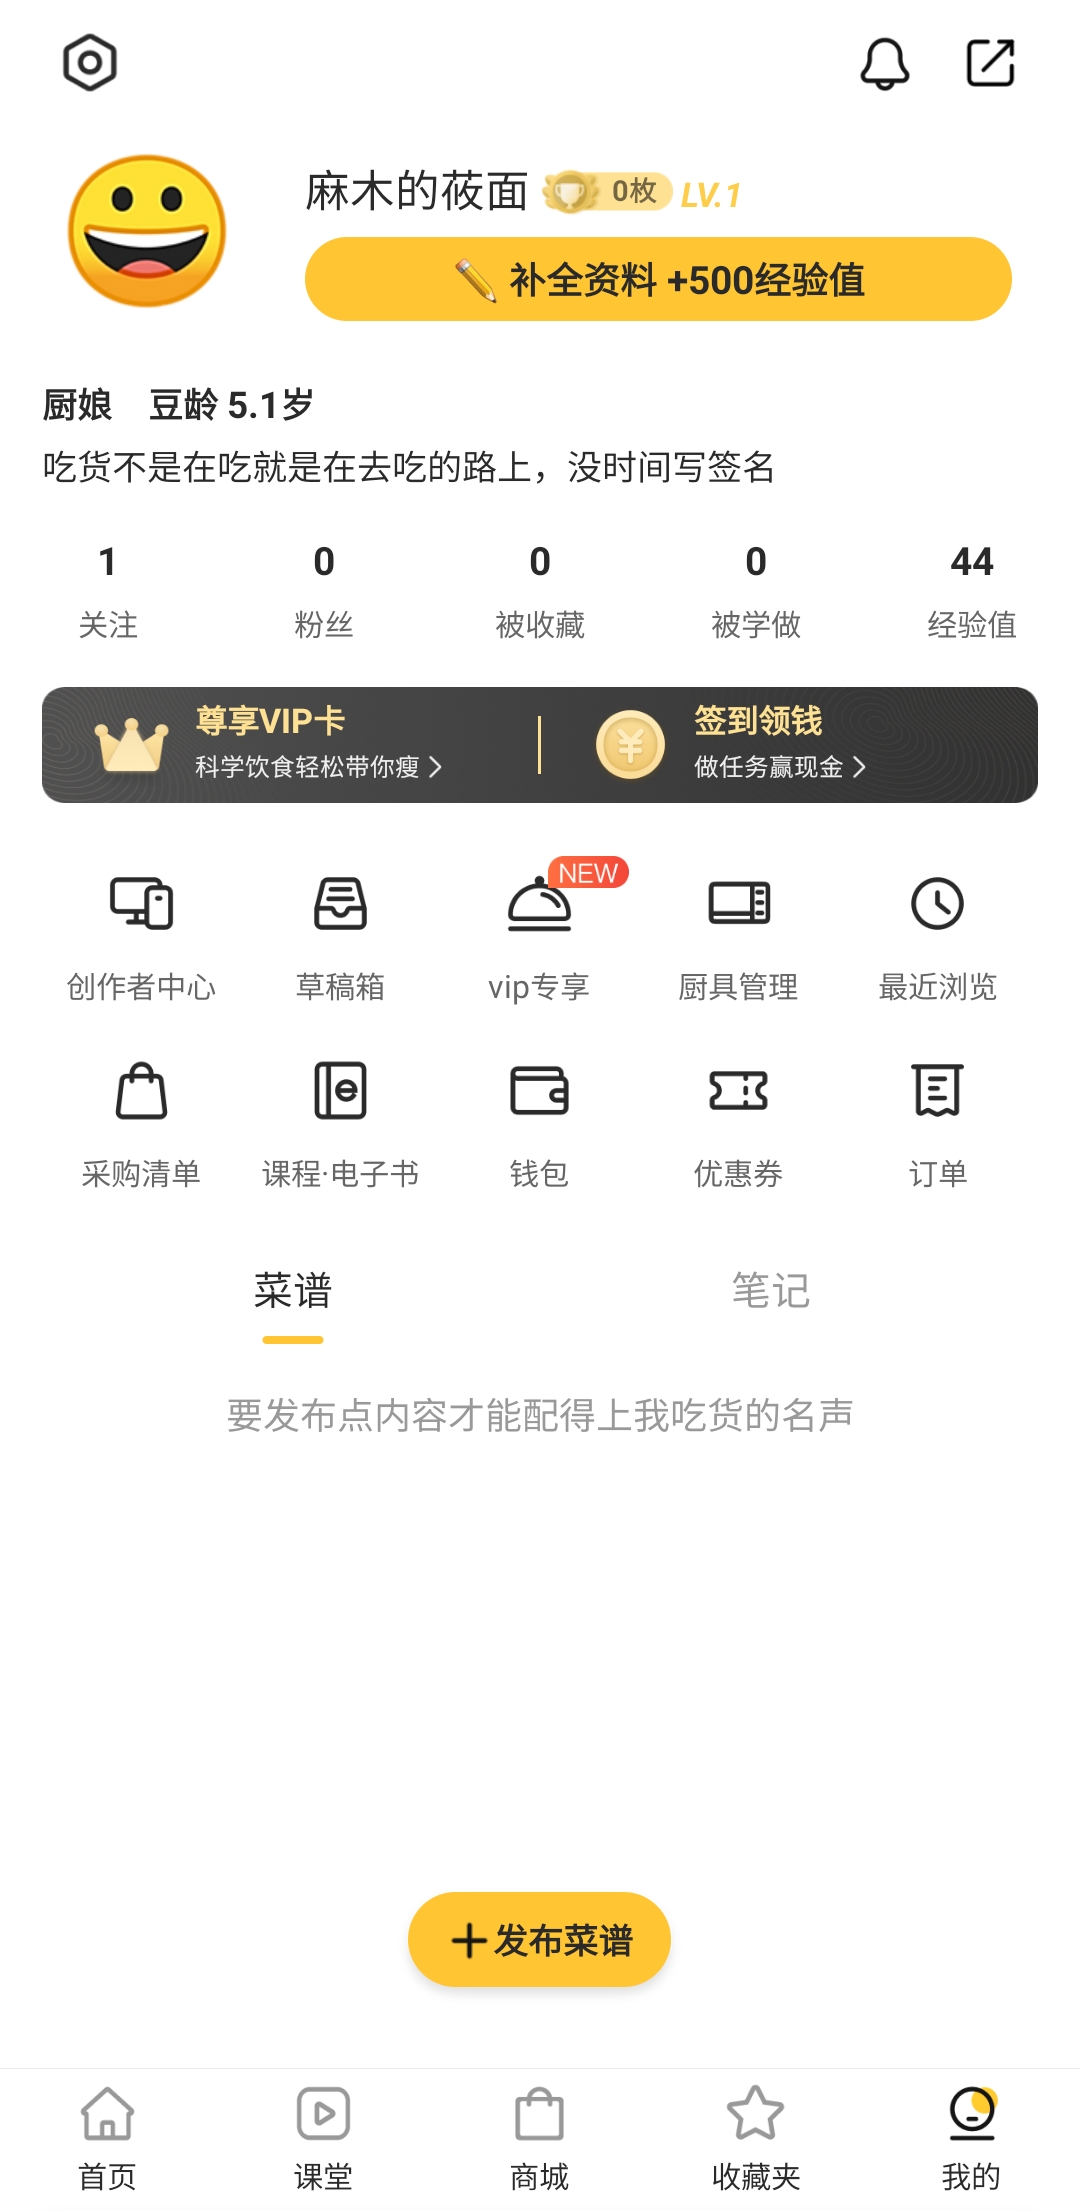 麻木的莜面 0枚 LV.1
补全资料 +500经验值
厨娘 豆龄 5.1岁
吃货不是在吃就是在去吃的路上，没时间写签名
1 0 0 0 44
关注 粉丝 被收藏 被学做 经验值
尊享VIP卡 签到领钱
科学饮食轻松带你瘦 做任务赢现金
NEW
创作者中心 草稿箱 vip专享 厨具管理 最近浏览
采购清单 课程·电子书 钱包 优惠券 订单
菜谱 笔记
要发布点内容才能配得上我吃货的名声
发布菜谱
首页 课堂 商城 收藏夹 我的